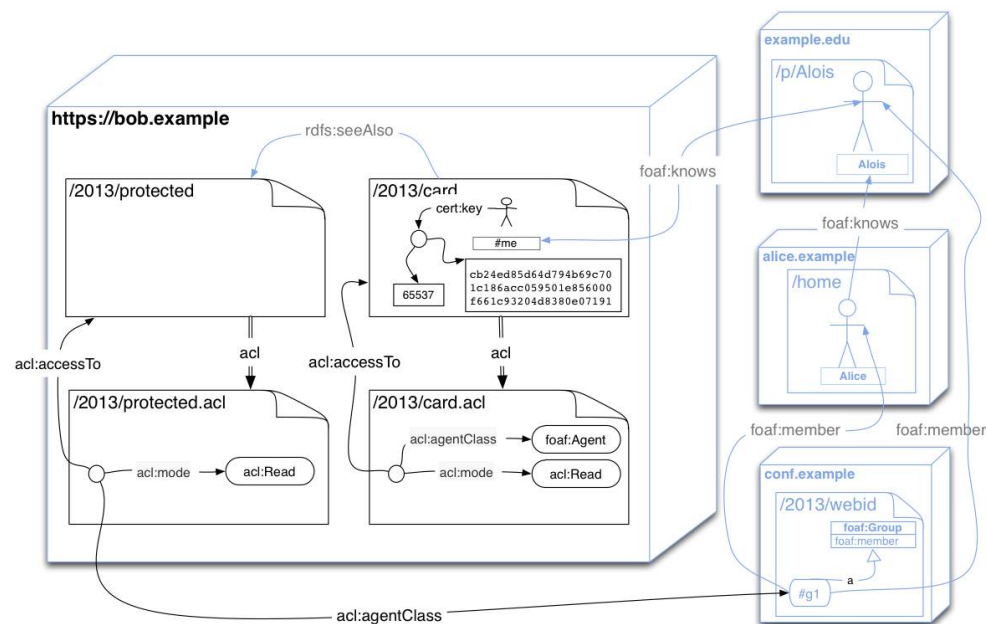 https://bob.example
rdfs:seeAlso
/2013/protected
/2013/card
cert:key
#me
65537
cb24ed85d64d794b69c70
1c186acc059501e856000
f661c93204d8380e07191
acl:accessTo
acl
acl:accessTo
acl
/2013/protected.acl
acl:mode
acl:Read
/2013/card.acl
acl:agentClass
foaf:Agent
acl:mode
acl:Read
acl:agentClass
example.edu
/p/Alois
Alois
foaf:knows
foaf:knows
alice.example
/home
Alice
foaf:member
foaf:member
conf.example
/2013/webid
foaf:Group
foaf:member
a
#g1